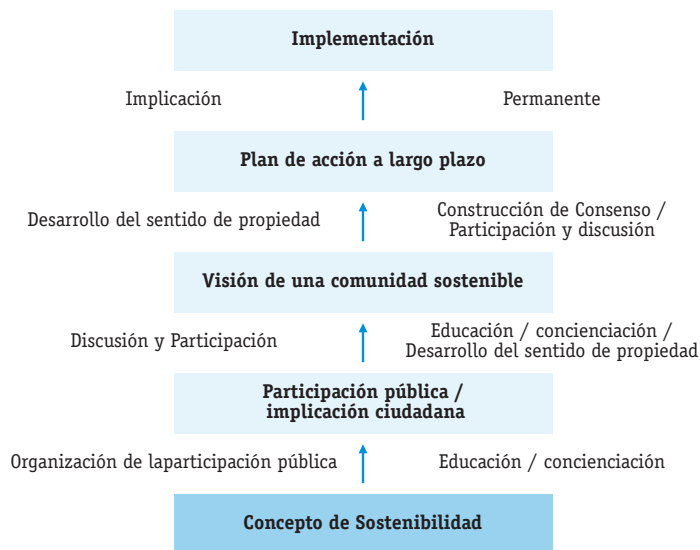 Implementación
Implicación
Permanente
Plan de acción a largo plazo
Desarrollo del sentido de propiedad
Construcción de Consenso /
Participación y discusión
Visión de una comunidad sostenible
Discusión y Participación
Educación / concienciación /
Desarrollo del sentido de propiedad
Participación pública /
implicación ciudadana
Organización de laparticipación pública
Educación / concienciación
Concepto de Sostenibilidad